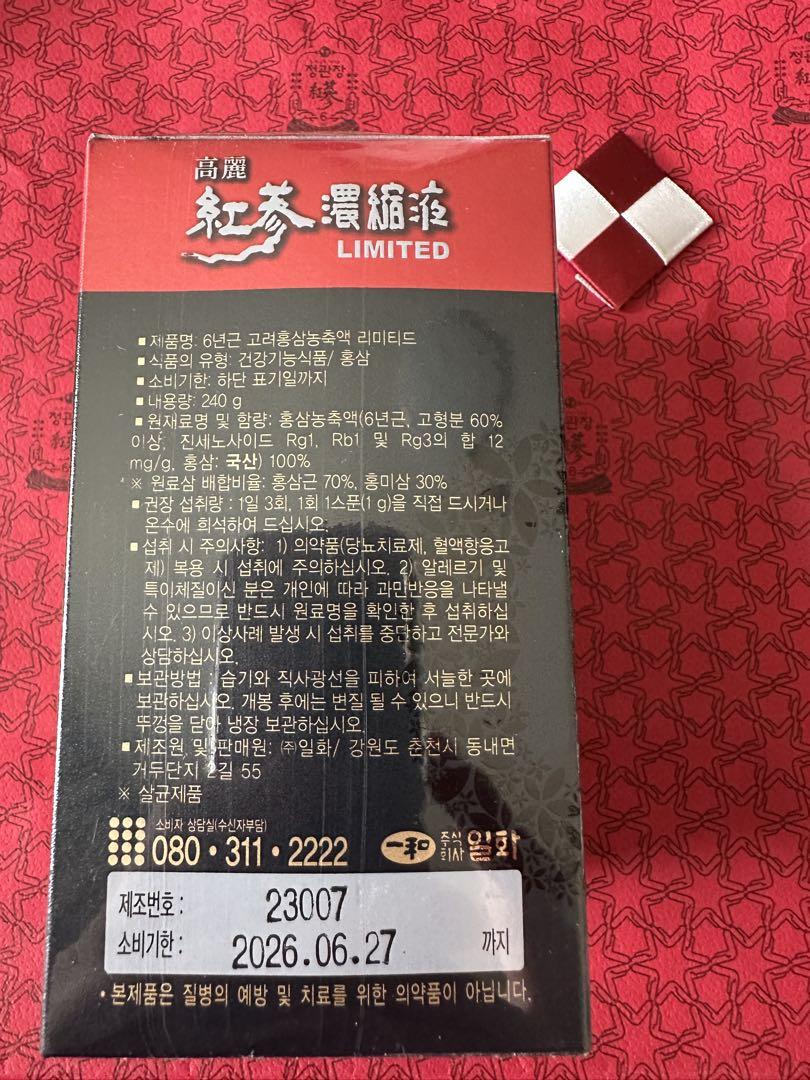 정관장
紅蔘
6
高麗
紅蔘 濃縮液
LIMITED
■ 제품명: 6년근 고려홍삼농축액 리미티드
■ 식품의 유형: 건강기능식품/ 홍삼
■ 소비기한: 하단 표기일까지
■ 내용량: 240 g
■ 원재료명 및 함량: 홍삼농축액(6년근, 고형분 60%
이상, 진세노사이드 Rg1, Rb1 및 Rg3의 합 12
mg/g, 홍삼: 국산) 100%
※ 원료삼 배합비율: 홍삼근 70%, 홍미삼 30%
■ 권장 섭취량 : 1일 3회, 1회 1스푼(1 g)을 직접 드시거나
온수에 희석하여 드십시오.
■ 섭취 시 주의사항: 1) 의약품(당뇨치료제, 혈액항응고
제) 복용 시 섭취에 주의하십시오. 2) 알레르기 및
특이체질이신 분은 개인에 따라 과민반응을 나타낼
수 있으므로 반드시 원료명을 확인한 후 섭취하십
시오. 3) 이상사례 발생 시 섭취를 중단하고 전문가와
상담하십시오.
■ 보관방법 : 습기와 직사광선을 피하여 서늘한 곳에
보관하십시오. 개봉 후에는 변질 될 수 있으니 반드시
뚜껑을 닫아 냉장 보관하십시오.
■ 제조원 및 판매원: ㈜일화/ 강원도 춘천시 동내면
거두단지 2길 55
※ 살균제품
소비자 상담실(수신자부담)
080 • 311 • 2222 一和 주식회사 일화
제조번호 : 23007
소비기한 : 2026.06.27 까지
• 본제품은 질병의 예방 및 치료를 위한 의약품이 아닙니다.